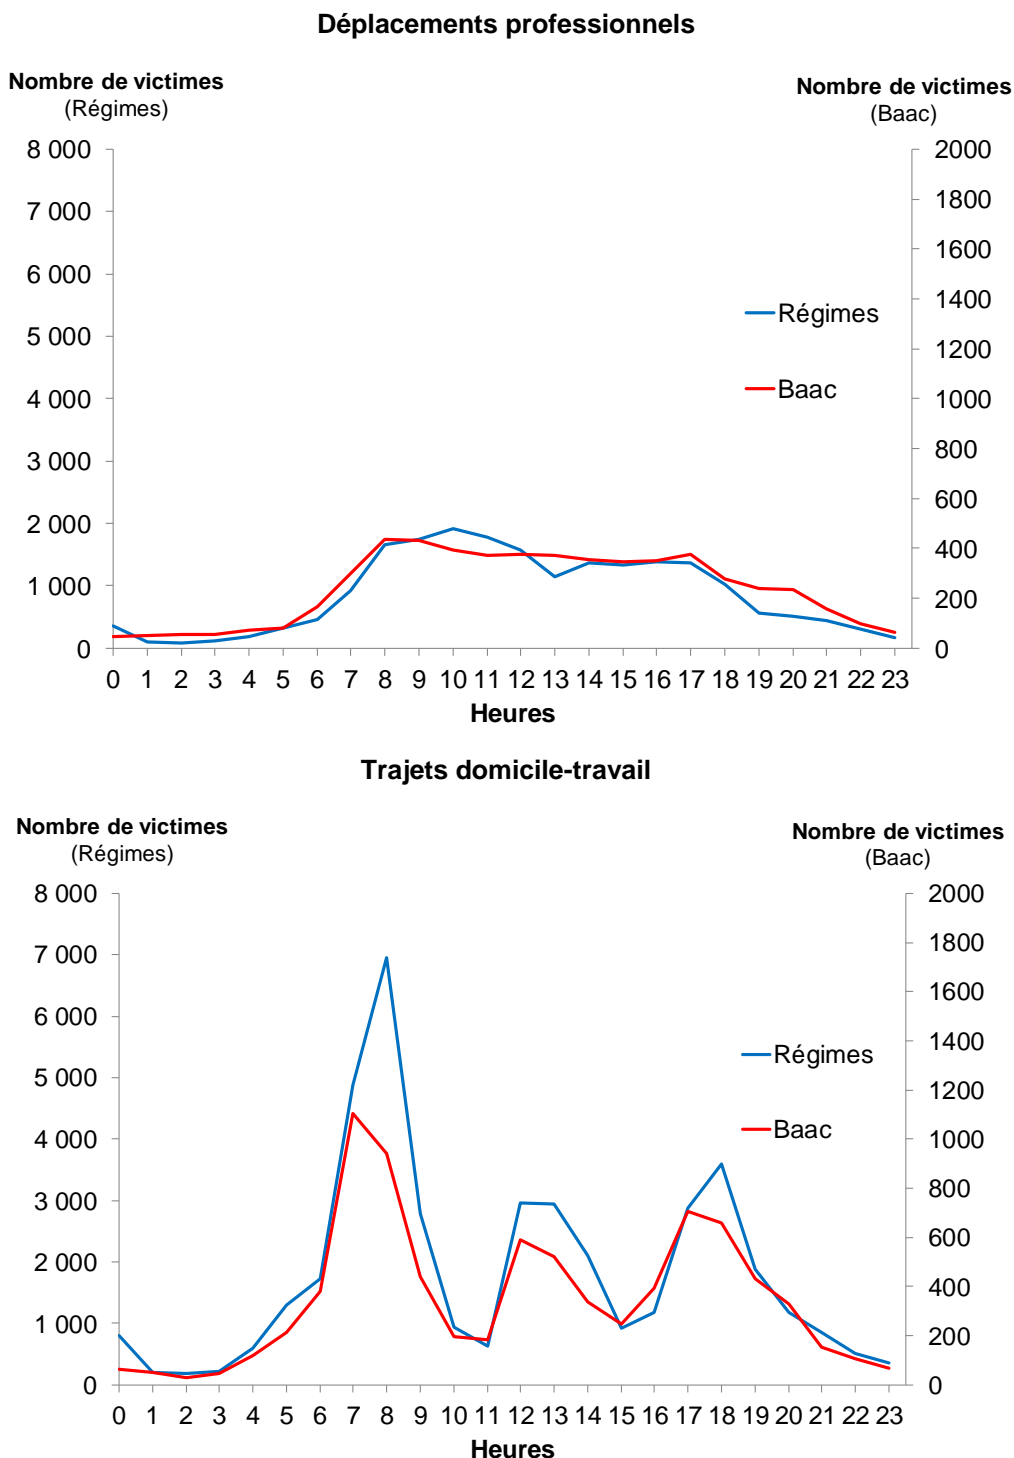 Déplacements professionnels
Nombre de victimes
(Régimes)
Nombre de victimes
(Baac)
8 000
7 000
6 000
5 000
4 000
3 000
2 000
1 000
0
2000
1800
1600
1400
1200
1000
800
600
400
200
0
Régimes
Baac
0 1 2 3 4 5 6 7 8 9 10 11 12 13 14 15 16 17 18 19 20 21 22 23
Heures
Trajets domicile-travail
Nombre de victimes
(Régimes)
Nombre de victimes
(Baac)
8 000
7 000
6 000
5 000
4 000
3 000
2 000
1 000
0
2000
1800
1600
1400
1200
1000
800
600
400
200
0
Régimes
Baac
0 1 2 3 4 5 6 7 8 9 10 11 12 13 14 15 16 17 18 19 20 21 22 23
Heures